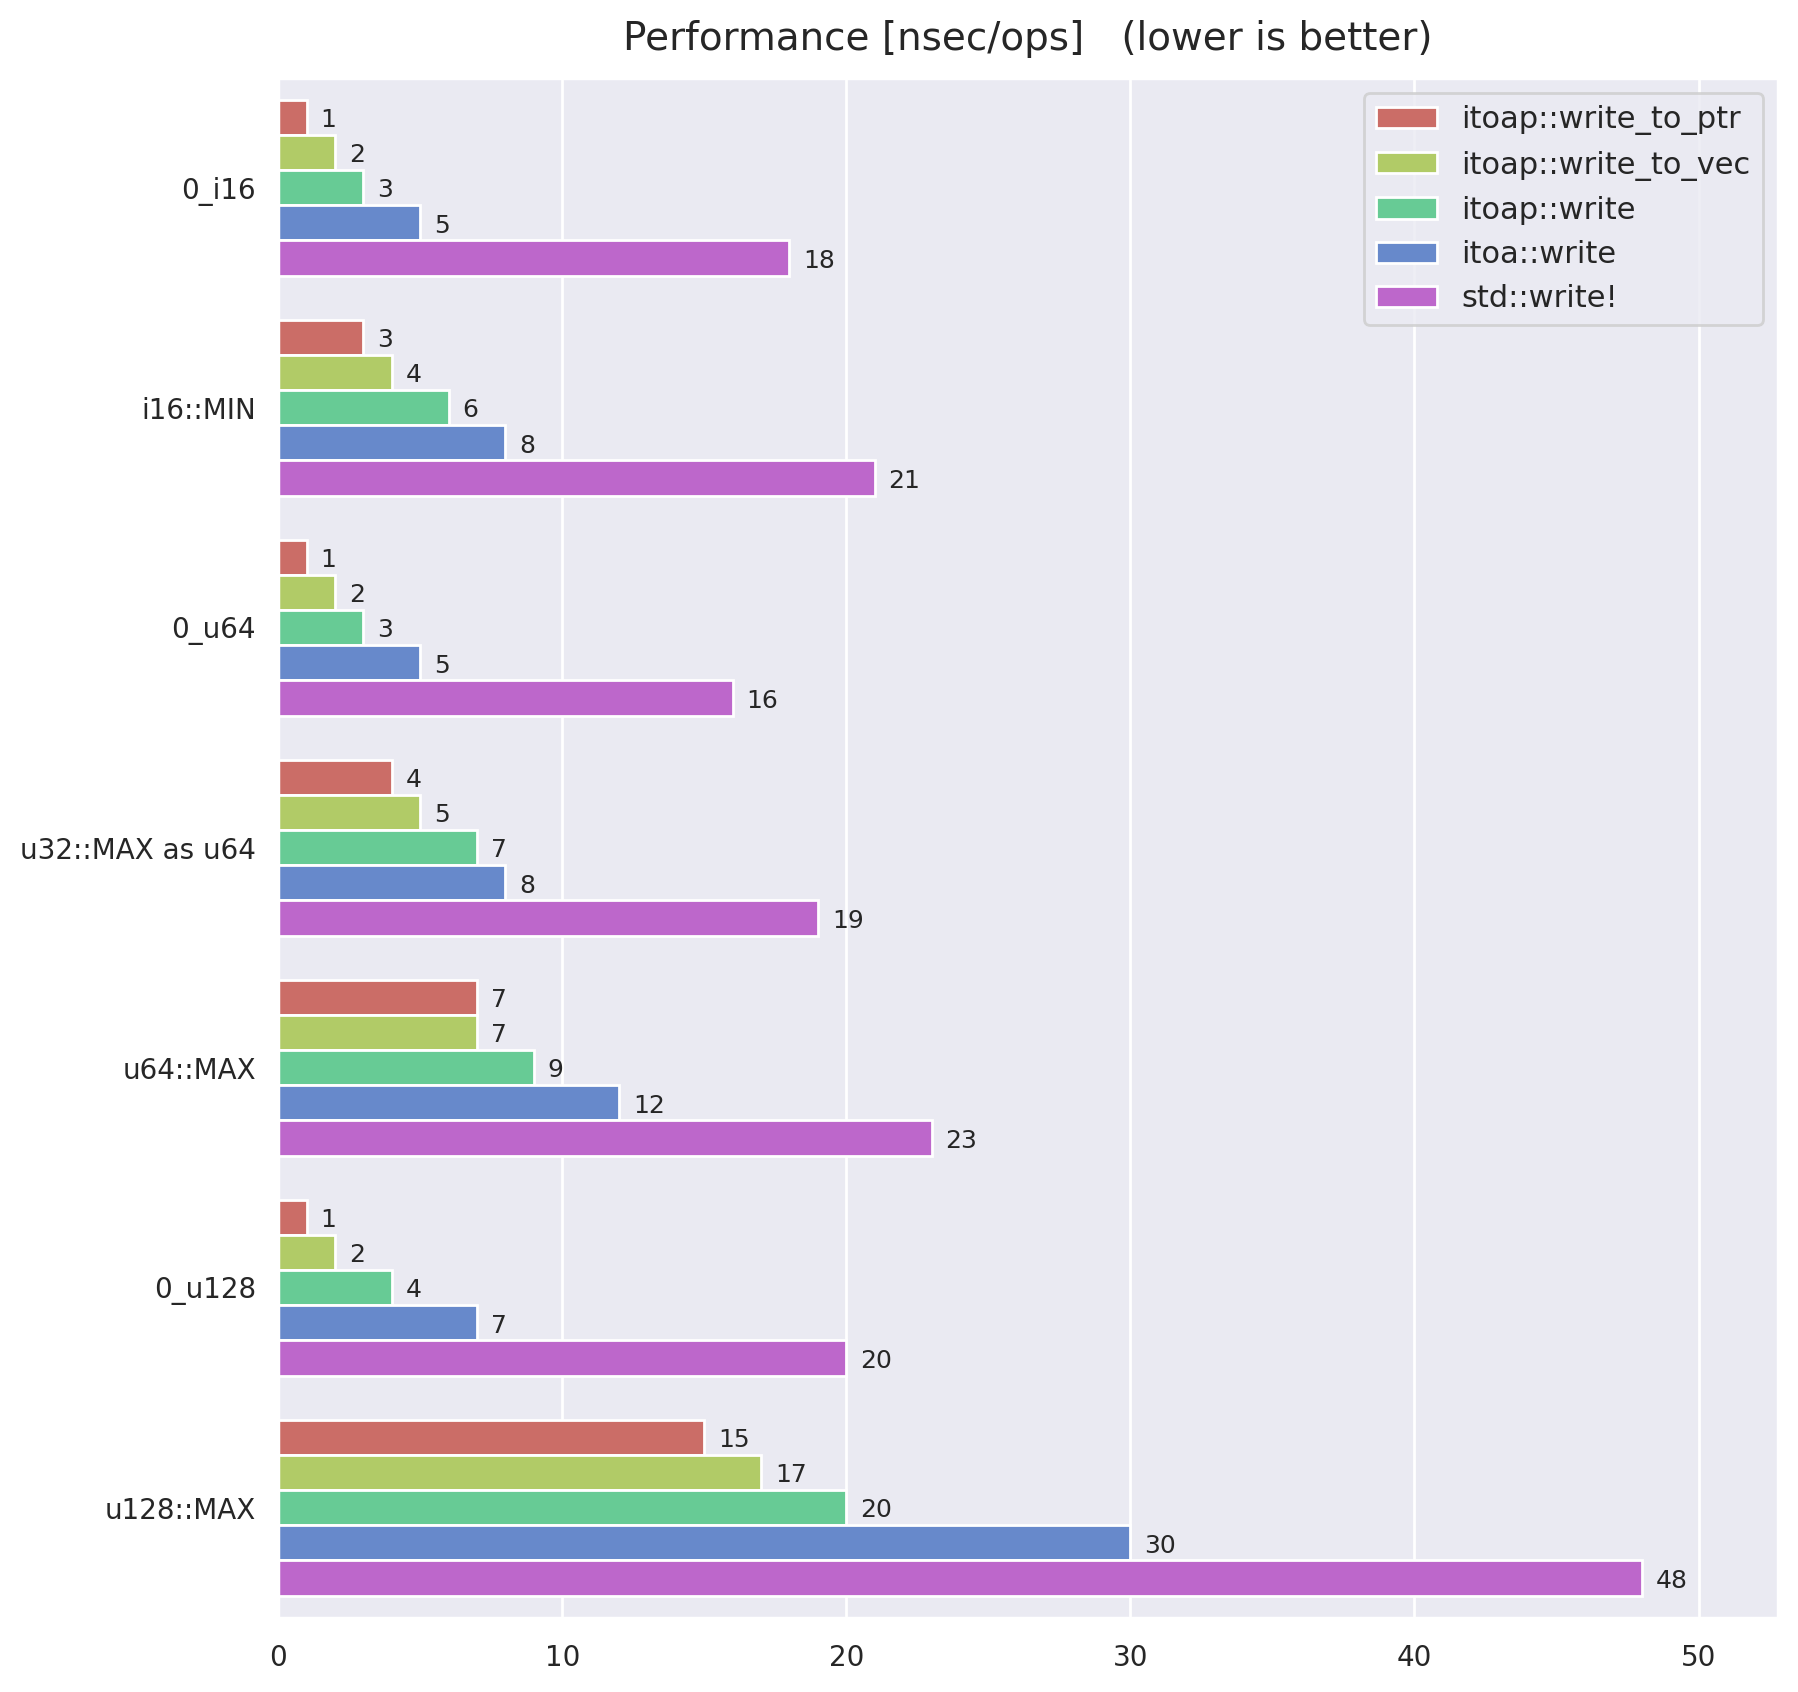 Performance [nsec/ops]   (lower is better)
itoap::write_to_ptr
itoap::write_to_vec
itoap::write
itoa::write
std::write!
0_i16
1
2
3
5
18
i16::MIN
3
4
6
8
21
0_u64
1
2
3
5
16
u32::MAX as u64
4
5
7
8
19
u64::MAX
7
7
9
12
23
0_u128
1
2
4
7
20
u128::MAX
15
17
20
30
48
0 10 20 30 40 50